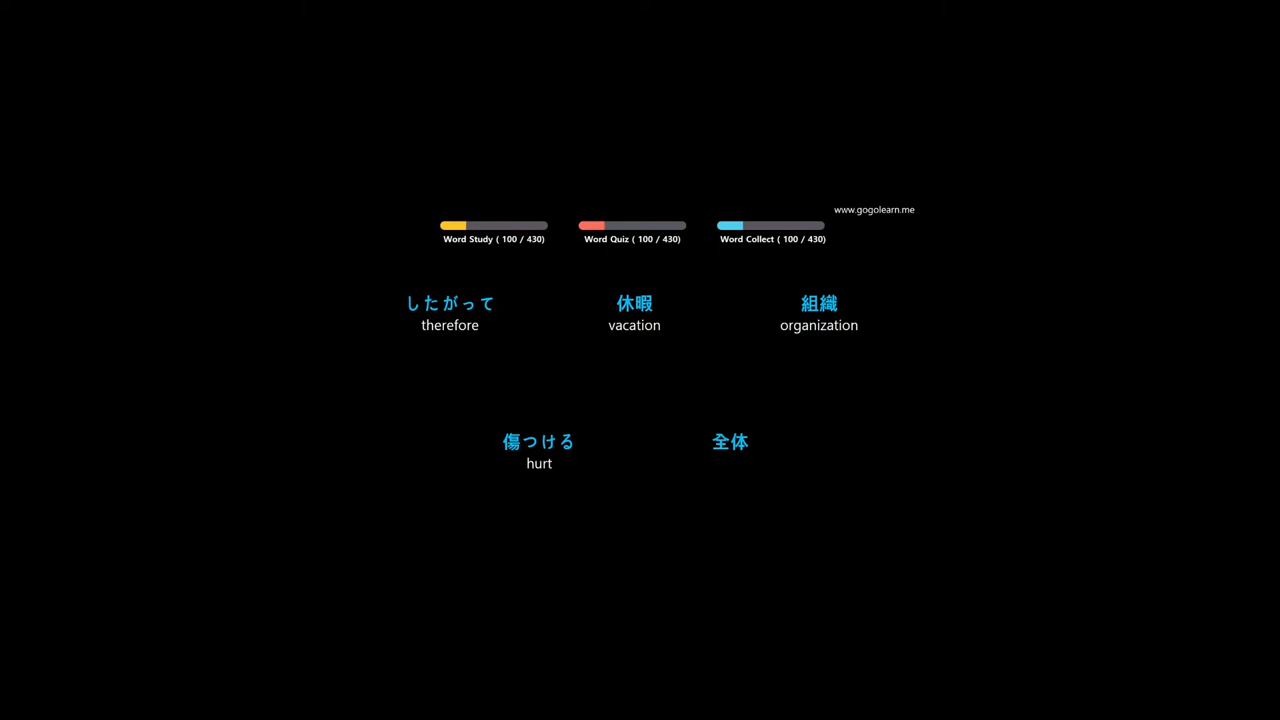 www.gogolearn.me
Word Study ( 100 / 430)
Word Quiz ( 100 / 430)
Word Collect ( 100 / 430)
したがって
therefore
休暇
vacation
組織
organization
傷つける
hurt
全体